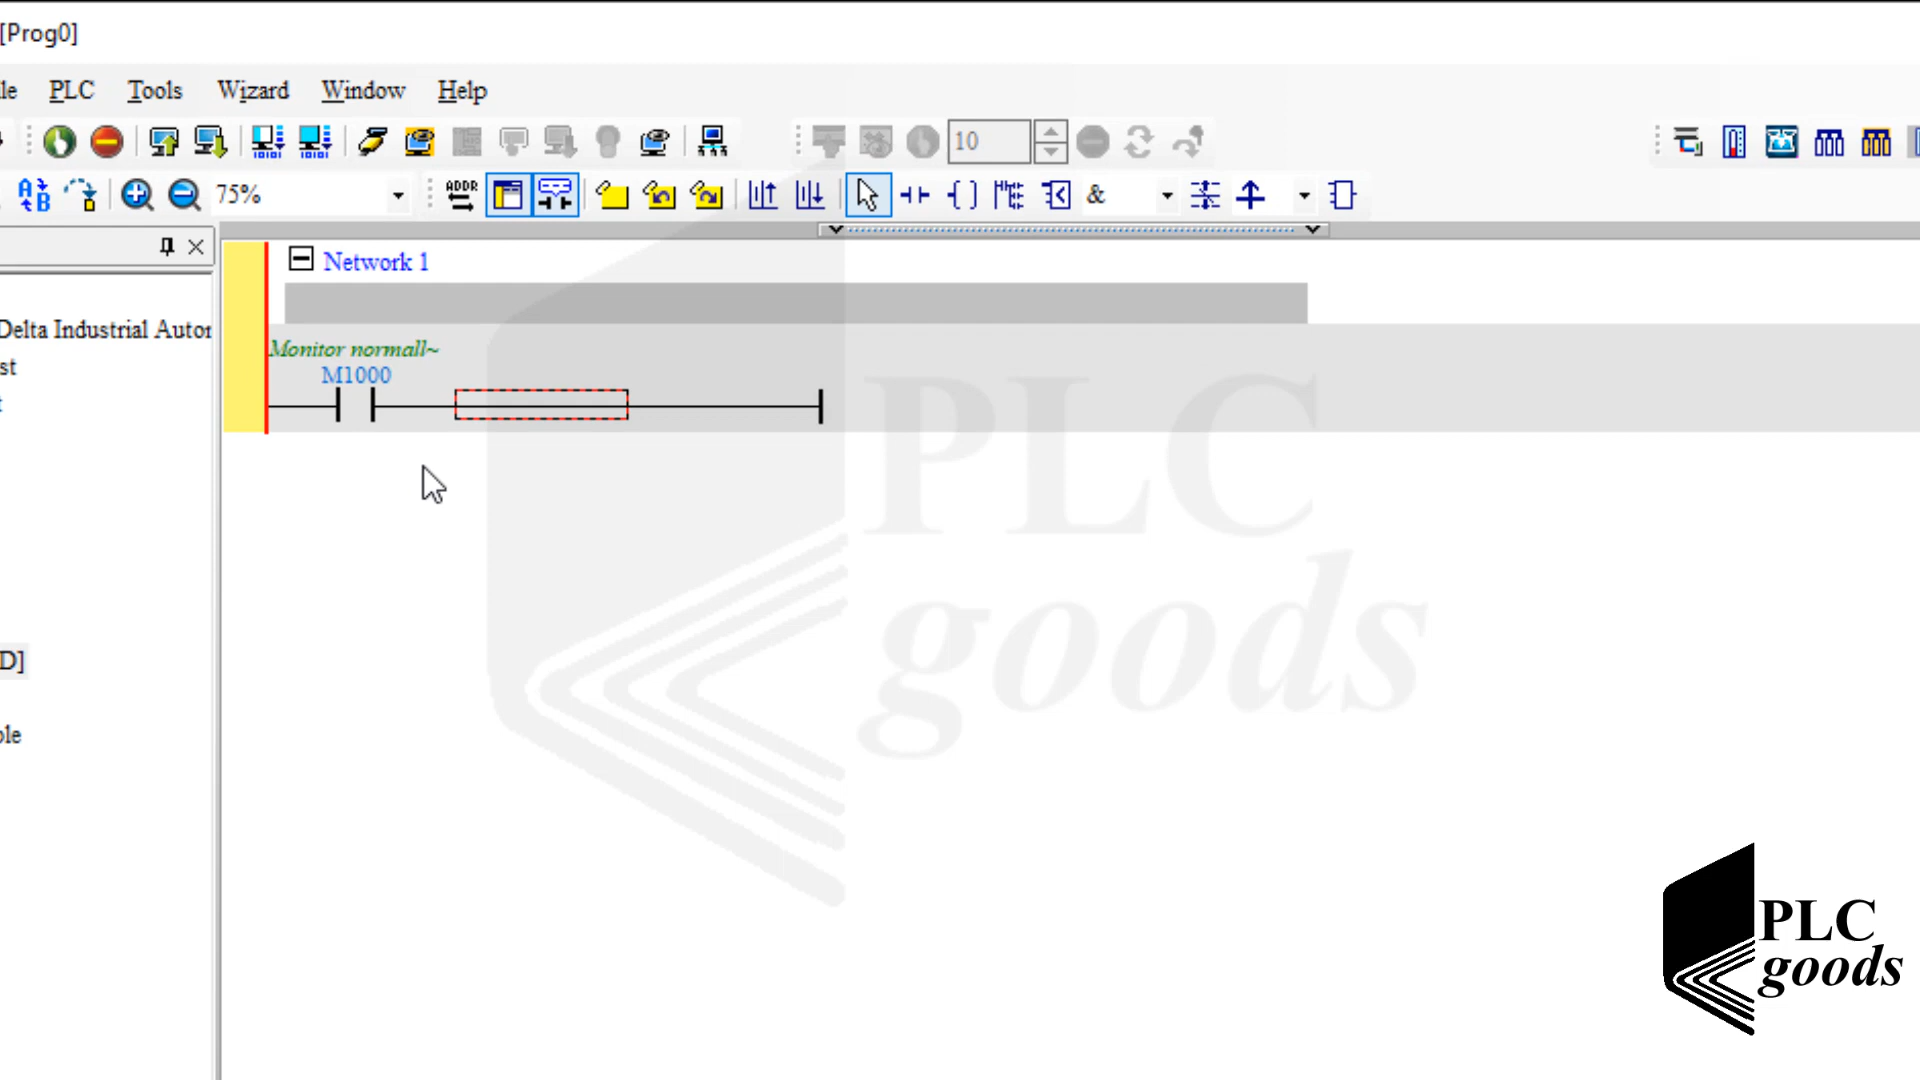 [Prog0]
le PLC Tools Wizard Window Help
10
75% ADDR &
Network 1
Delta Industrial Autor
st
t
Monitor normall~
M1000
D]
ble
PLC
goods
PLC
goods